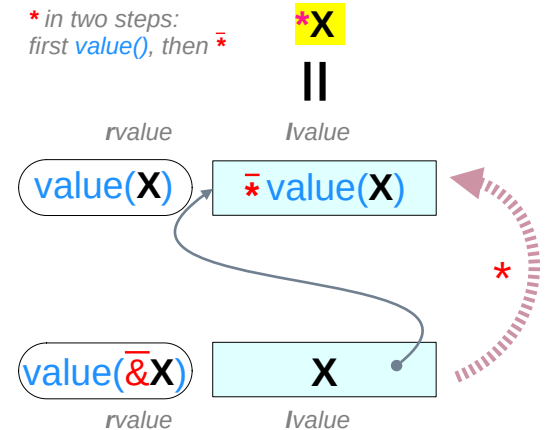 * in two steps:
first value(), then *̅
*X
=
rvalue lvalue
value(X) *̅ value(X)
*
value(&̅X) X
rvalue lvalue